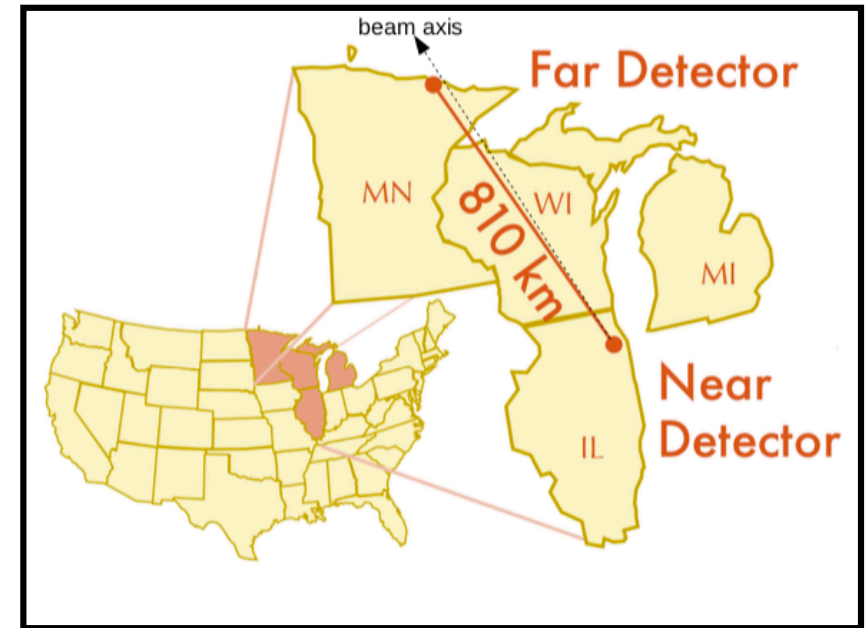 beam axis
Far Detector
MN
WI
810 km
MI
Near
Detector
IL